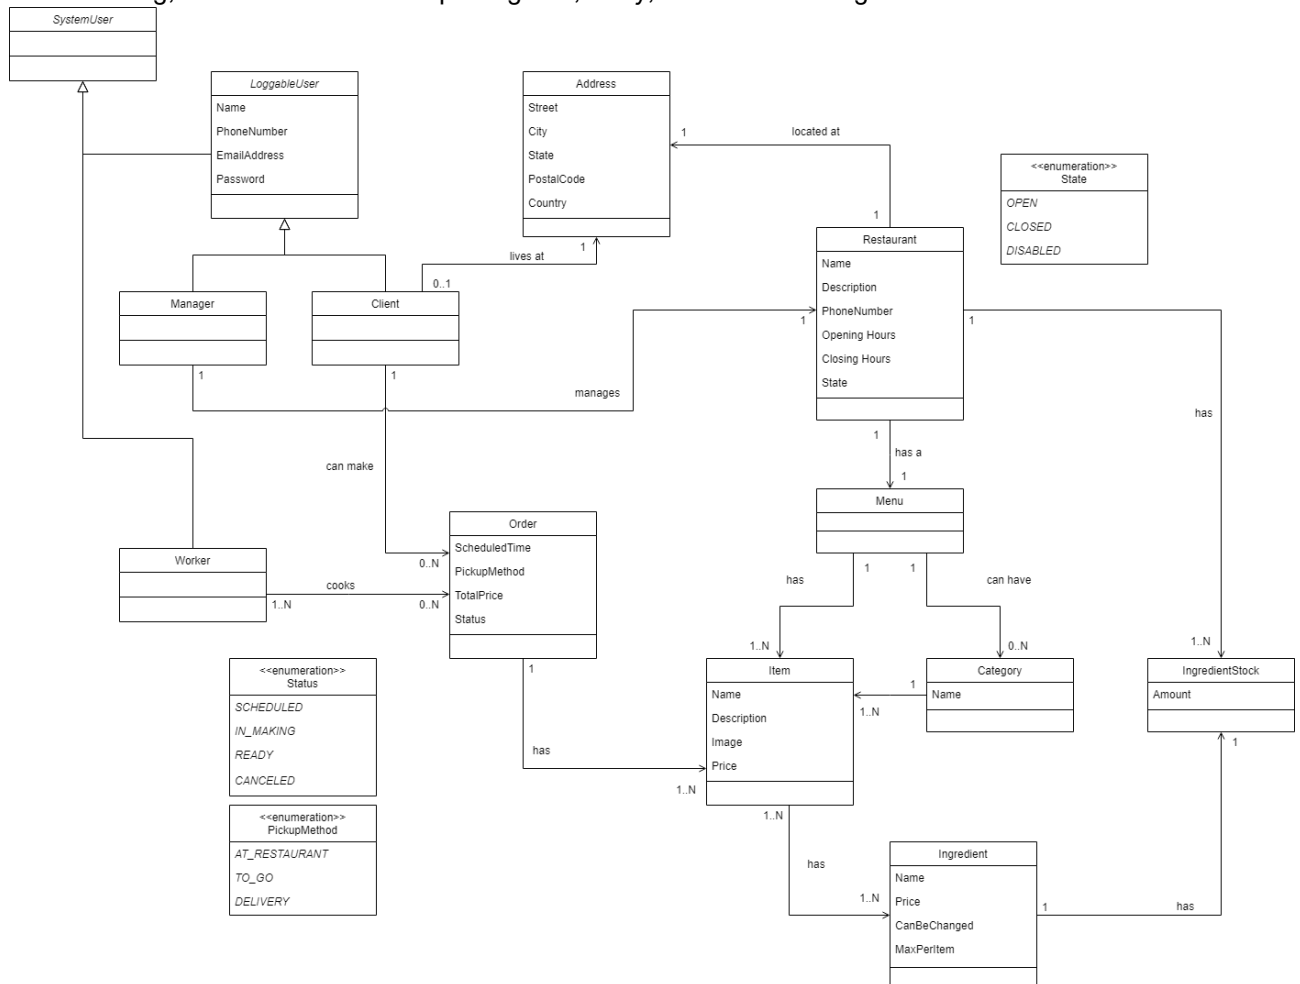 SystemUser
LoggableUser
Name
PhoneNumber
EmailAddress
Password
Address
Street
City
State
PostalCode
Country
1
located at
1
<<enumeration>>
State
OPEN
CLOSED
DISABLED
Restaurant
Name
Description
PhoneNumber
Opening Hours
Closing Hours
State
1
lives at
0..1
Manager
Client
1
1
1
1
manages
has
can make
1
has a
1
Menu
Order
ScheduledTime
PickupMethod
TotalPrice
Status
0..N
Worker
cooks
1..N
0..N
has
1
1
can have
1..N
0..N
1..N
<<enumeration>>
Status
SCHEDULED
IN_MAKING
READY
CANCELED
1
Item
Name
Description
Image
Price
1
1..N
Category
Name
IngredientStock
Amount
1
has
1..N
1..N
<<enumeration>>
PickupMethod
AT_RESTAURANT
TO_GO
DELIVERY
has
1..N
Ingredient
Name
Price
CanBeChanged
MaxPerItem
1
has